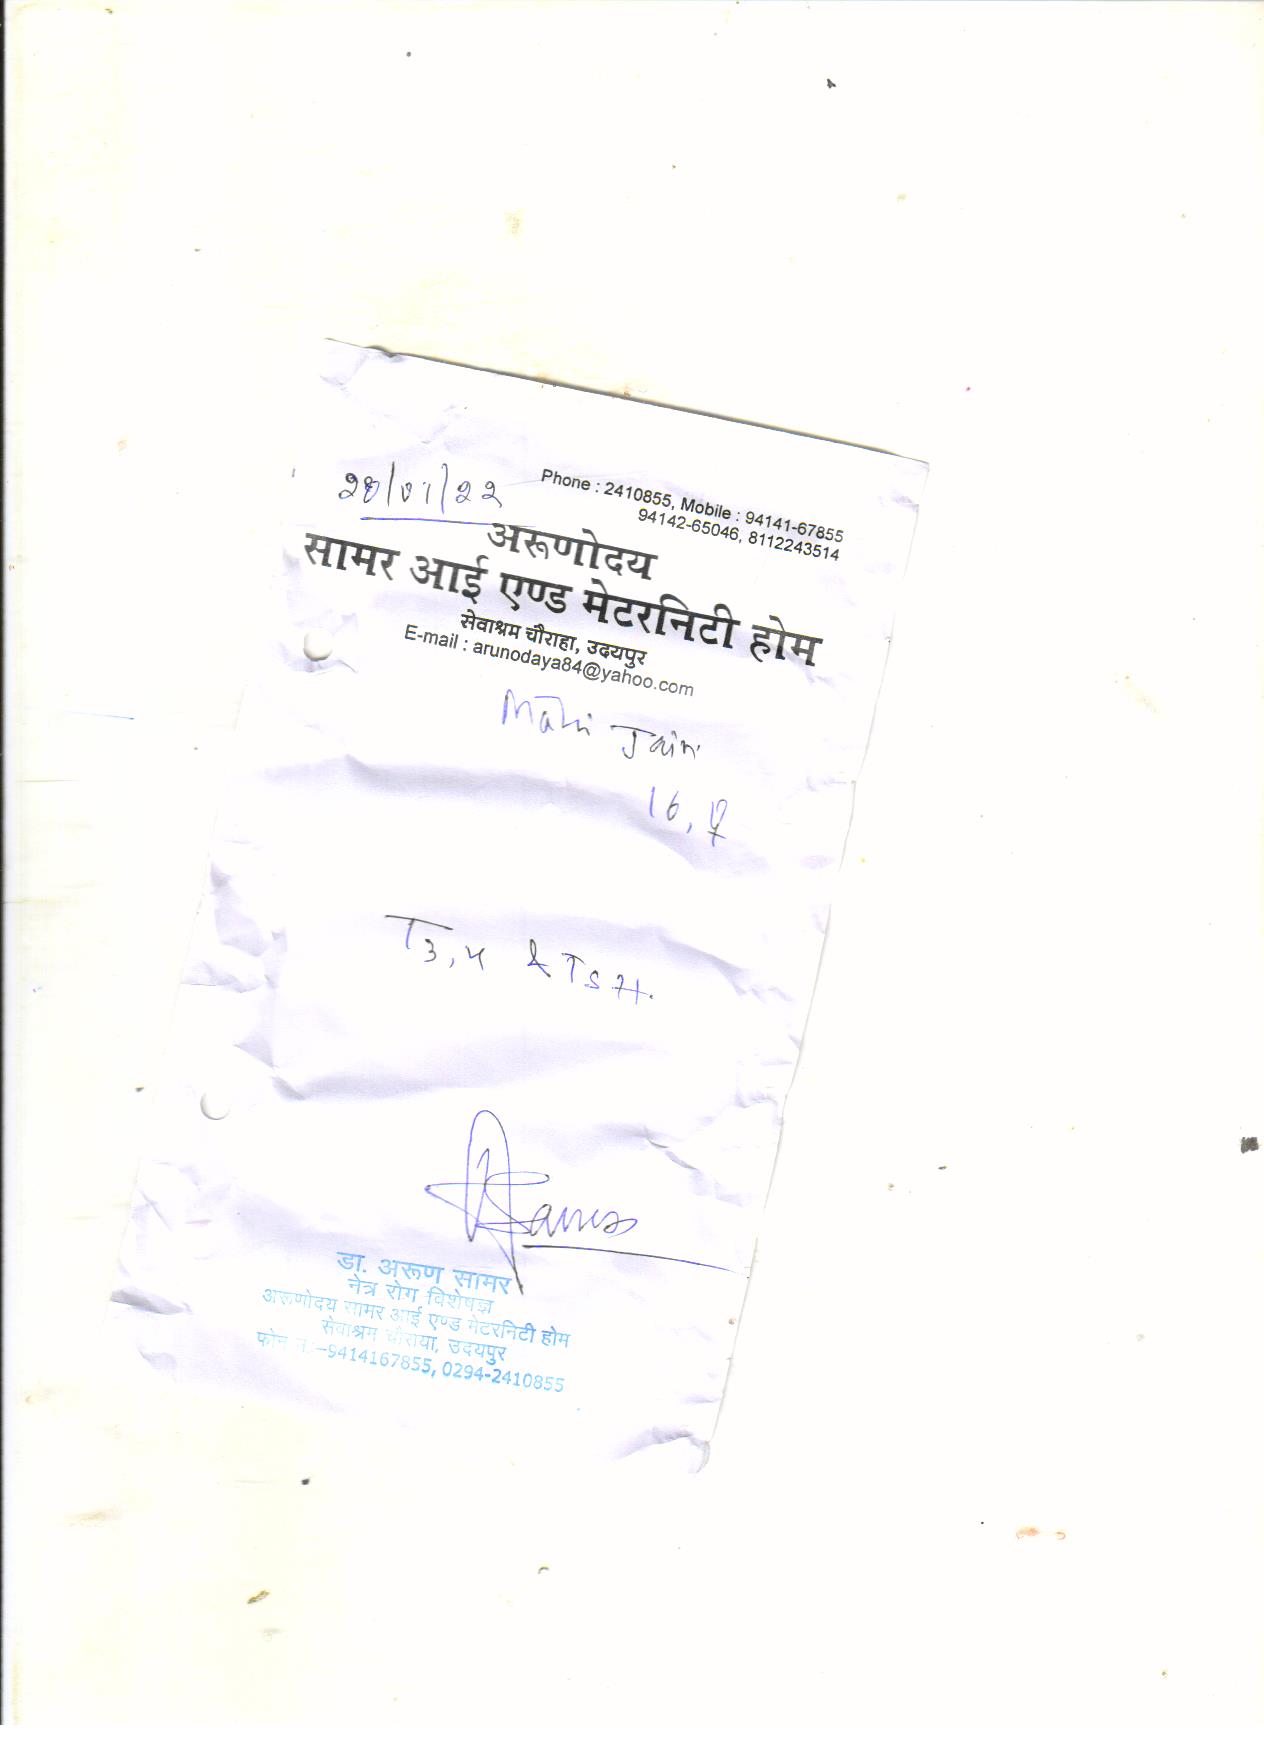 28/01/22
Phone : 2410855, Mobile : 94141-67855
94142-65046, 8112243514
अरूणोदय
सामर आई एण्ड मेटरनिटी होम
सेवाश्रम चौराहा, उदयपुर
E-mail : arunodaya84@yahoo.com
Mahi Jain
16, F
T3,4 & TSH.
डा. अरूण सामर
नेत्र रोग विशेषज्ञ
अरूणोदय सामर आई एण्ड मेटरनिटी होम
सेवाश्रम चौराया, उदयपुर
फोन नं.:-9414167855, 0294-2410855